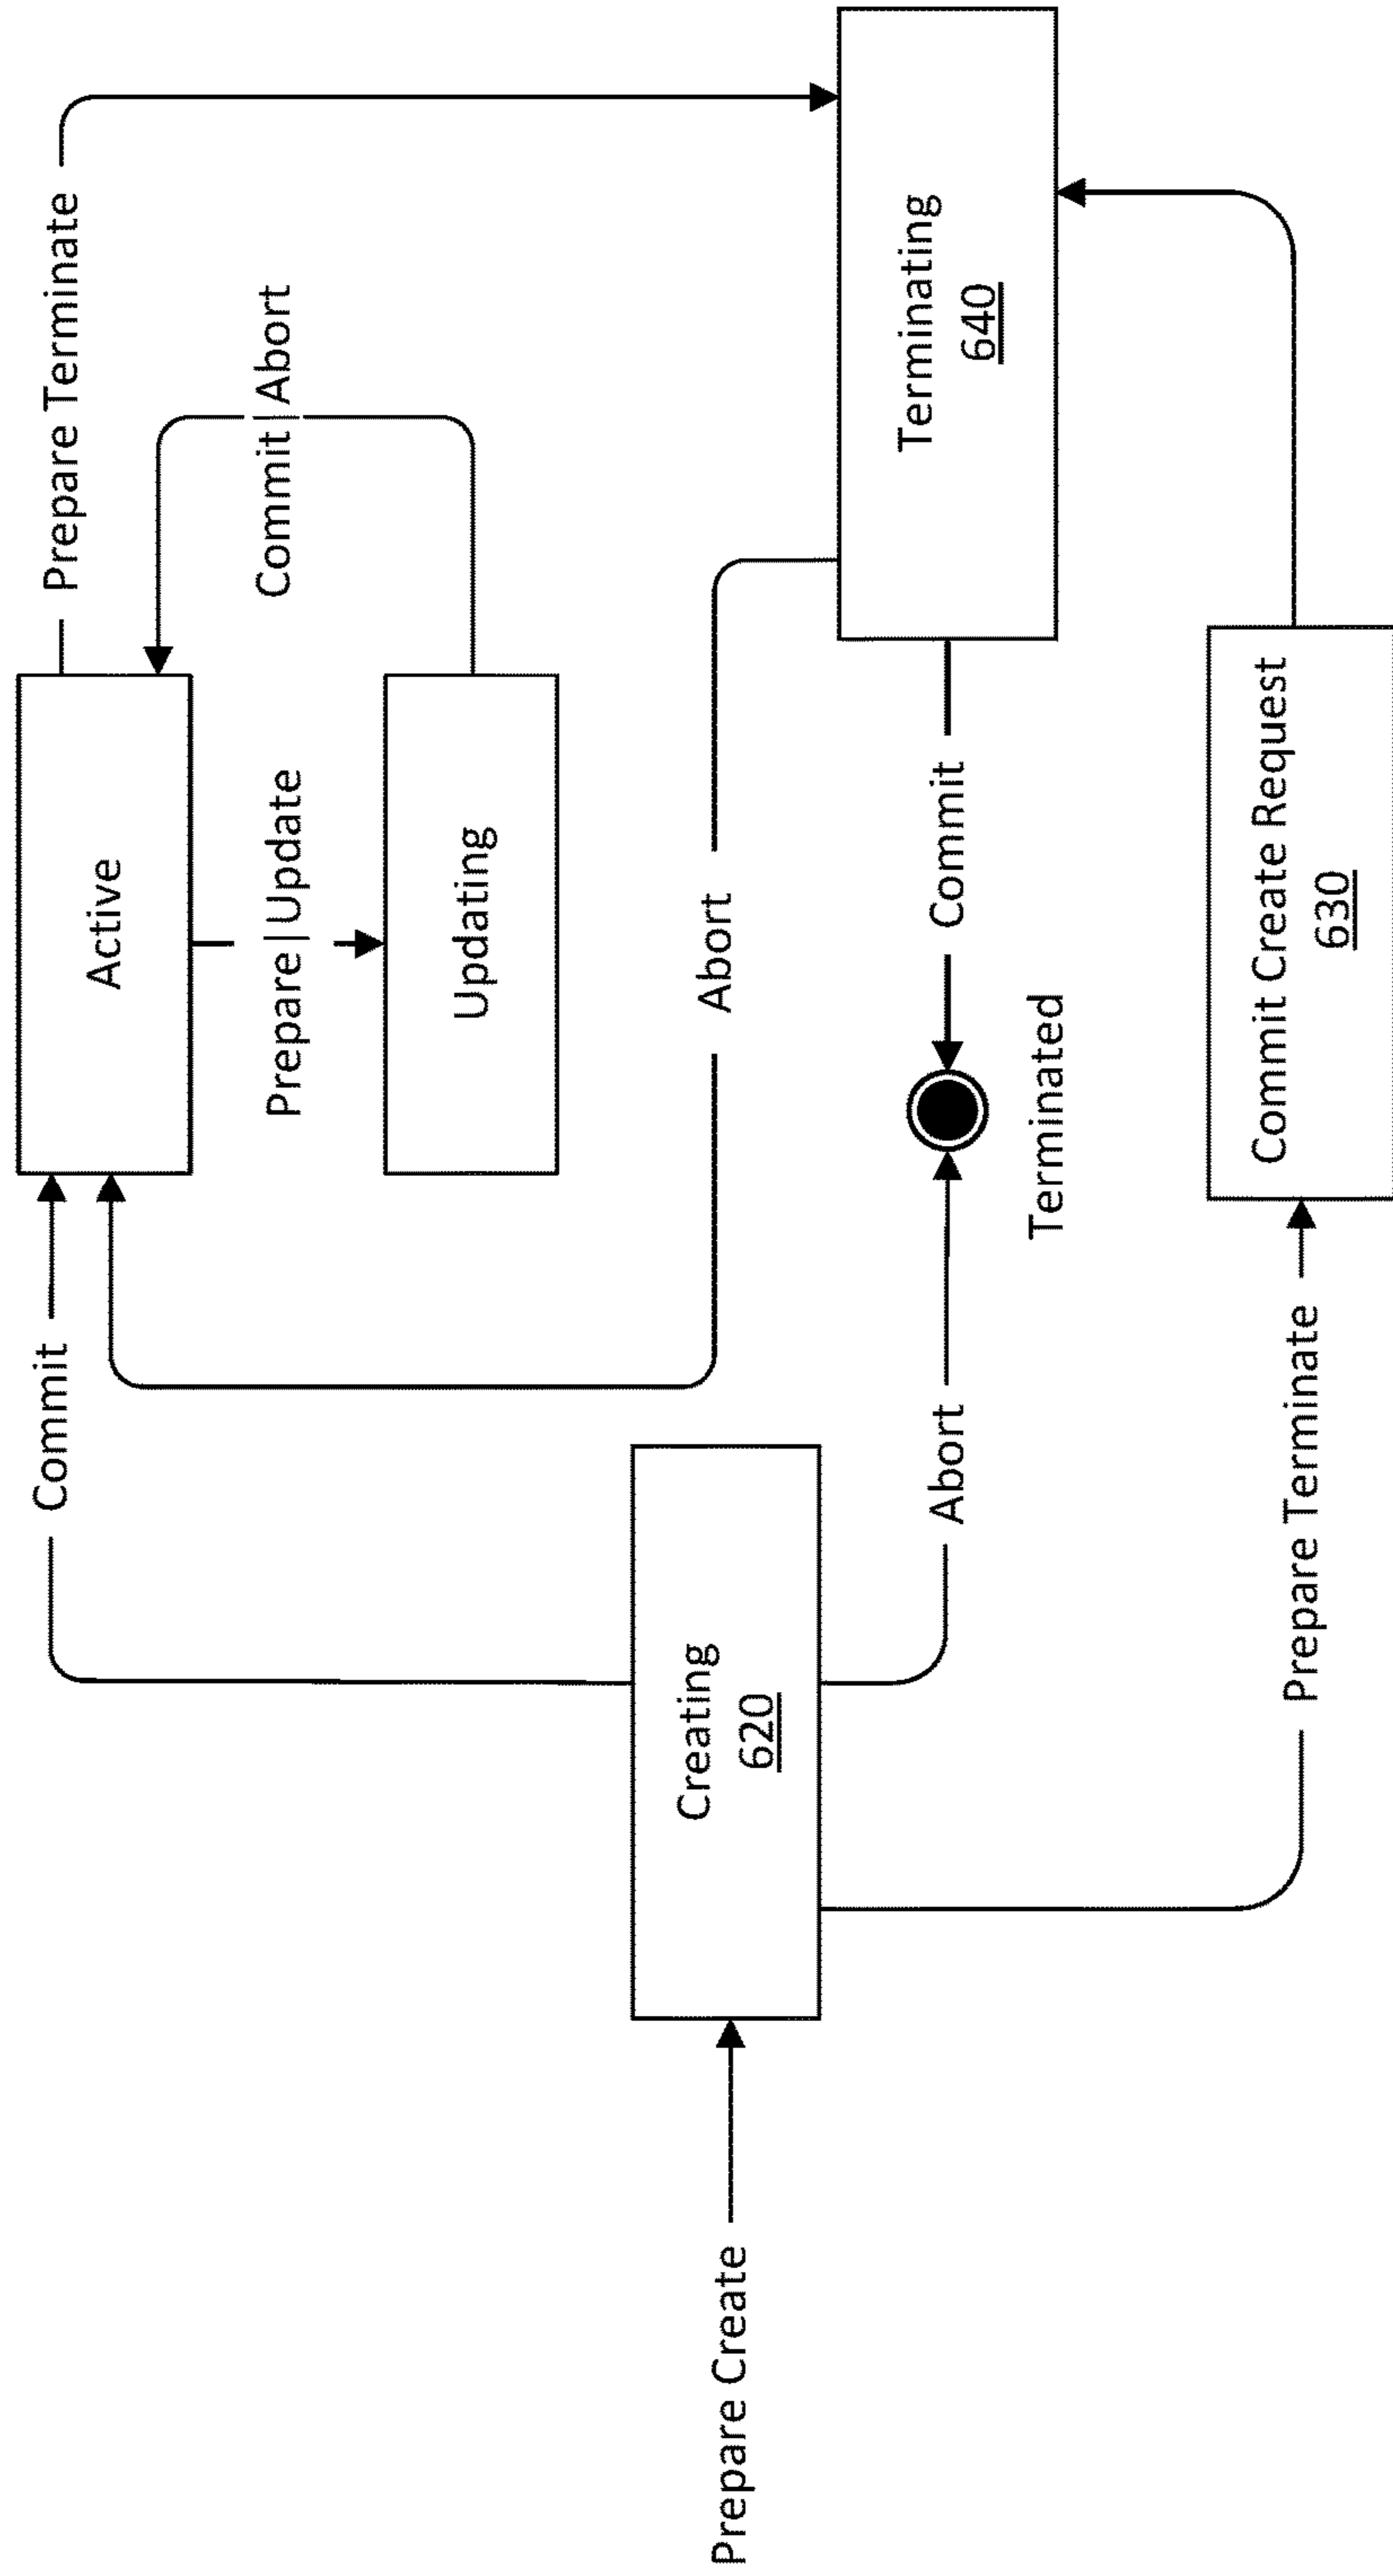 Prepare Create
Creating
620
Commit
Abort
Prepare Terminate
Active
Prepare|Update
Updating
Commit|Abort
Prepare Terminate
Abort
Terminated
Commit
Terminating
640
Commit Create Request
630